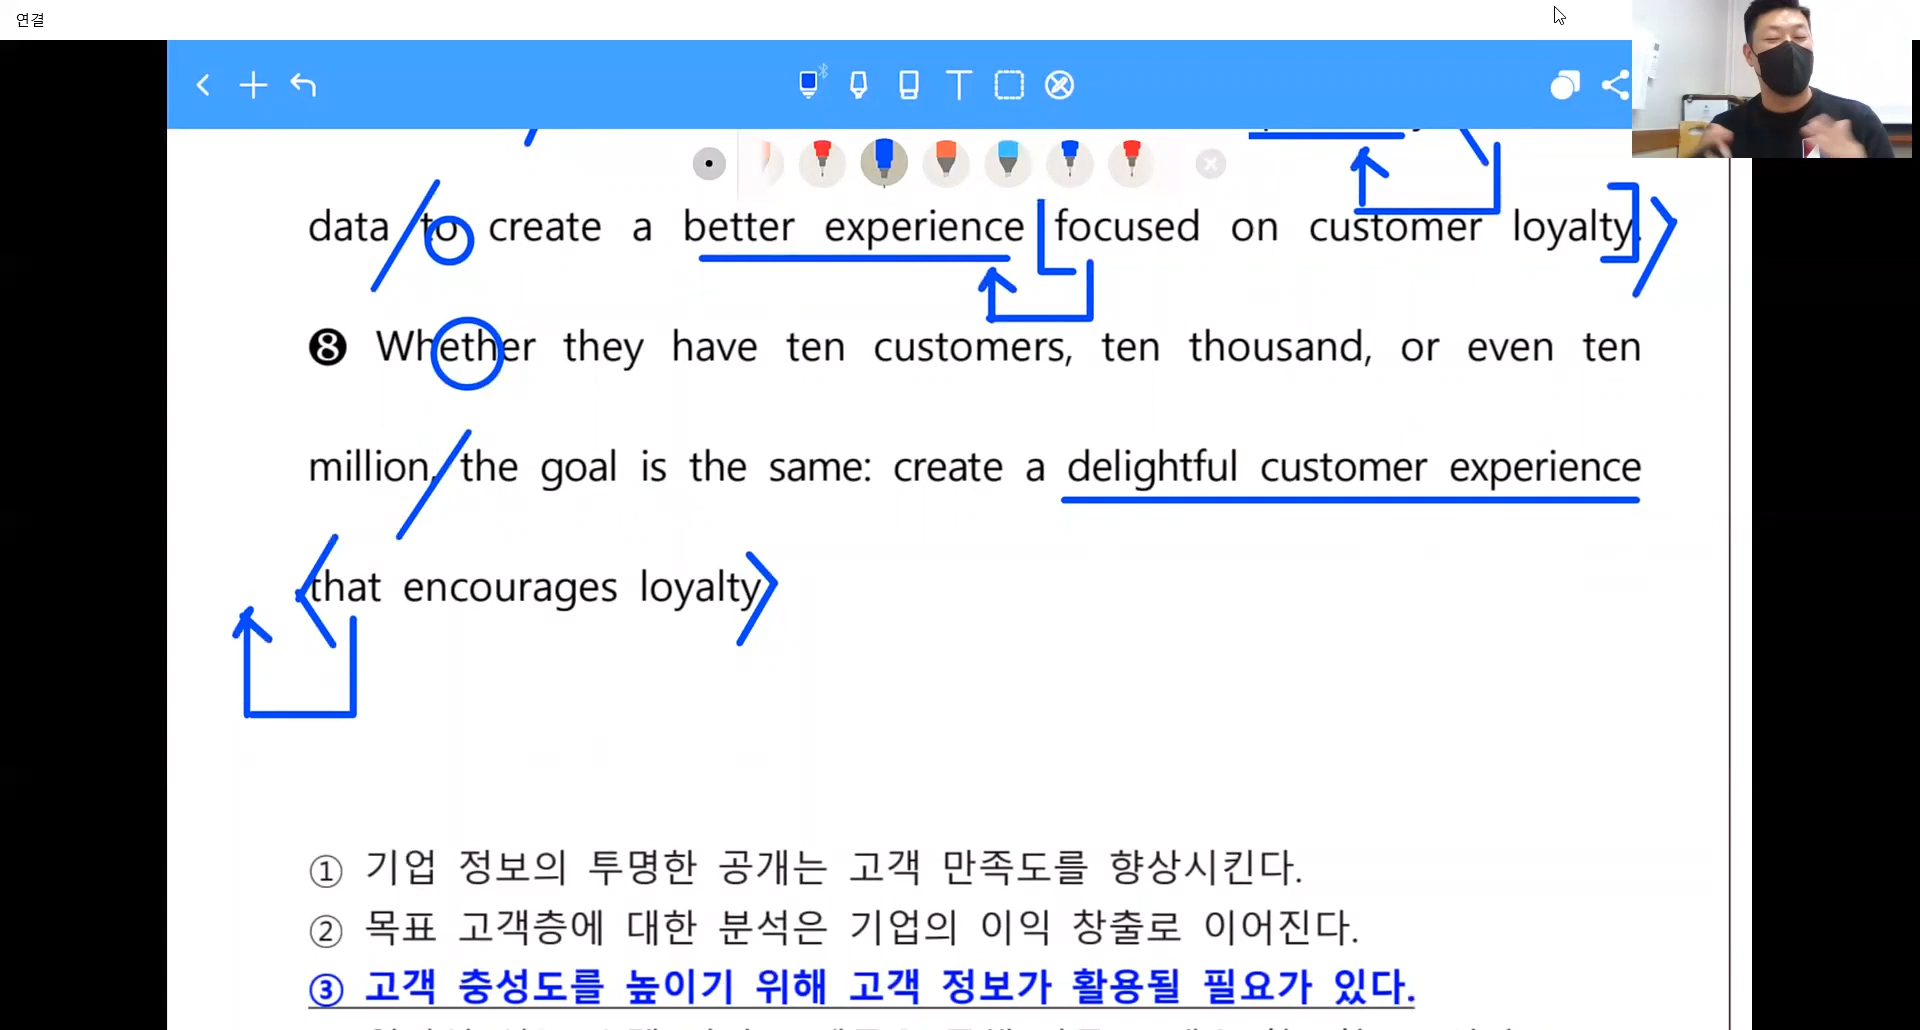 연결
data to create a better experience focused on customer loyalty.
❽ Whether they have ten customers, ten thousand, or even ten
million, the goal is the same: create a delightful customer experience
that encourages loyalty
① 기업 정보의 투명한 공개는 고객 만족도를 향상시킨다.
② 목표 고객층에 대한 분석은 기업의 이익 창출로 이어진다.
③ 고객 충성도를 높이기 위해 고객 정보가 활용될 필요가 있다.